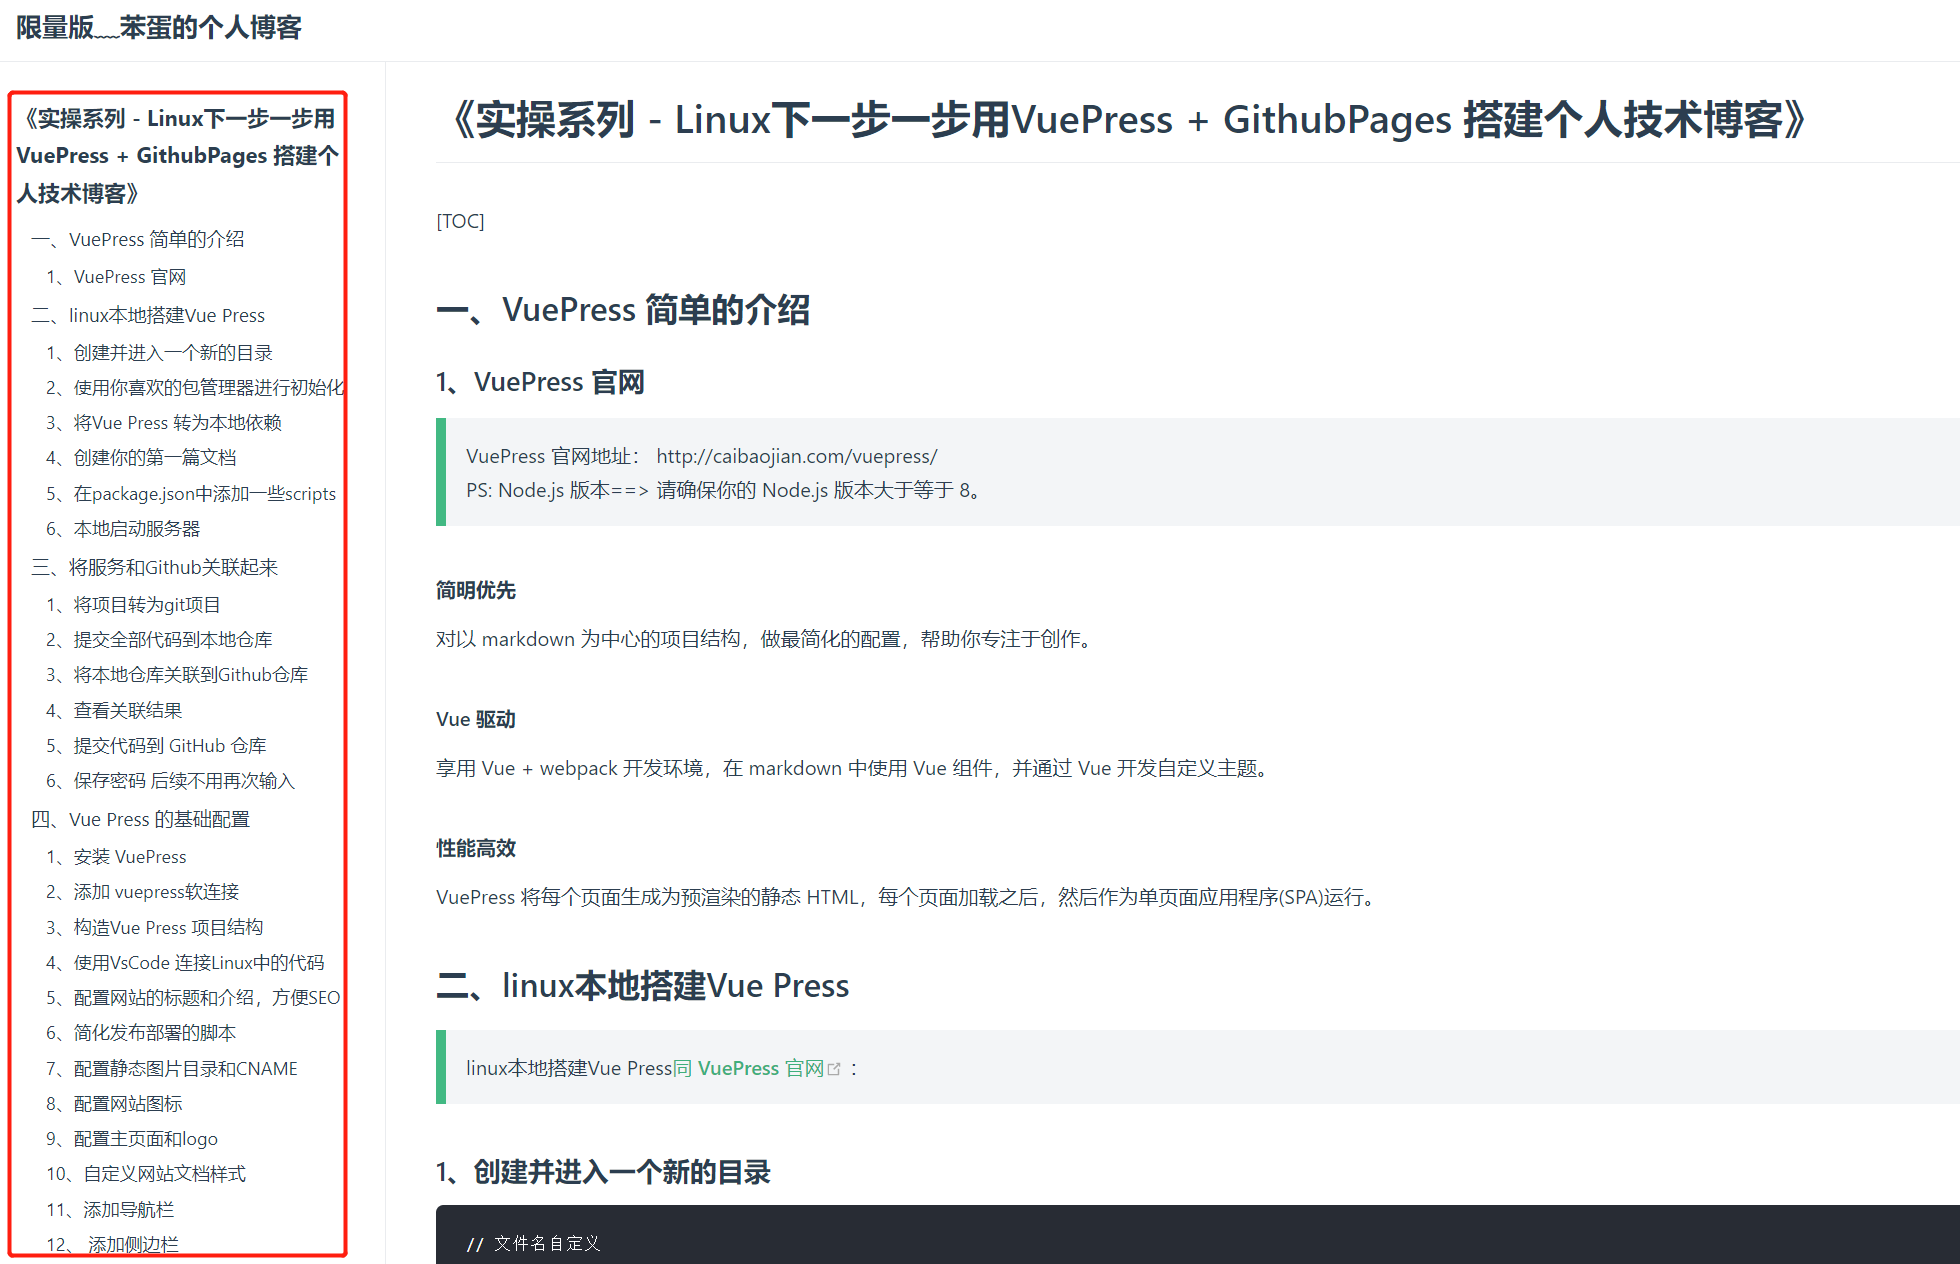 限量版﹏苯蛋的个人博客
《实操系列 - Linux下一步一步用
VuePress + GithubPages 搭建个
人技术博客》
一、VuePress 简单的介绍
1、VuePress 官网
二、linux本地搭建Vue Press
1、创建并进入一个新的目录
2、使用你喜欢的包管理器进行初始化
3、将Vue Press 转为本地依赖
4、创建你的第一篇文档
5、在package.json中添加一些scripts
6、本地启动服务器
三、将服务和Github关联起来
1、将项目转为git项目
2、提交全部代码到本地仓库
3、将本地仓库关联到Github仓库
4、查看关联结果
5、提交代码到 GitHub 仓库
6、保存密码 后续不用再次输入
四、Vue Press 的基础配置
1、安装 VuePress
2、添加 vuepress软连接
3、构造Vue Press 项目结构
4、使用VsCode 连接Linux中的代码
5、配置网站的标题和介绍，方便SEO
6、简化发布部署的脚本
7、配置静态图片目录和CNAME
8、配置网站图标
9、配置主页面和logo
10、自定义网站文档样式
11、添加导航栏
12、 添加侧边栏
《实操系列 - Linux下一步一步用VuePress + GithubPages 搭建个人技术博客》
[TOC]
一、VuePress 简单的介绍
1、VuePress 官网
VuePress 官网地址： http://caibaojian.com/vuepress/
PS: Node.js 版本==> 请确保你的 Node.js 版本大于等于 8。
简明优先
对以 markdown 为中心的项目结构，做最简化的配置，帮助你专注于创作。
Vue 驱动
享用 Vue + webpack 开发环境，在 markdown 中使用 Vue 组件，并通过 Vue 开发自定义主题。
性能高效
VuePress 将每个页面生成为预渲染的静态 HTML，每个页面加载之后，然后作为单页面应用程序(SPA)运行。
二、linux本地搭建Vue Press
linux本地搭建Vue Press同 VuePress 官网 ：
1、创建并进入一个新的目录
// 文件名自定义